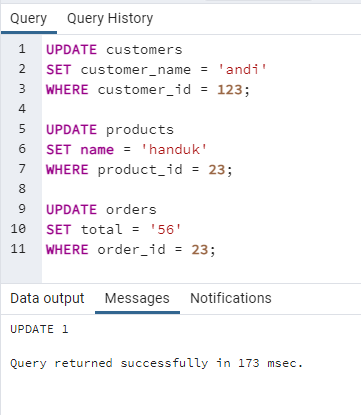 Query Query History
1 UPDATE customers
2 SET customer_name = 'andi'
3 WHERE customer_id = 123;
4
5 UPDATE products
6 SET name = 'handuk'
7 WHERE product_id = 23;
8
9 UPDATE orders
10 SET total = '56'
11 WHERE order_id = 23;
Data output Messages Notifications
UPDATE 1
Query returned successfully in 173 msec.